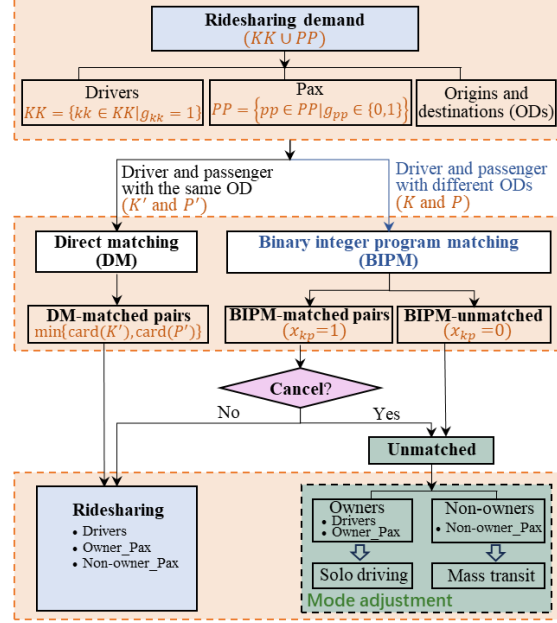 Ridesharing demand
(KK ∪ PP)
Drivers
KK = {kk ∈ KK|g_kk = 1}
Pax
PP = {pp ∈ PP|g_pp ∈ {0,1}}
Origins and
destinations (ODs)
Driver and passenger
with the same OD
(K′ and P′)
Driver and passenger
with different ODs
(K and P)
Direct matching
(DM)
Binary integer program matching
(BIPM)
DM-matched pairs
min{card(K′),card(P′)}
BIPM-matched pairs
(x_kp=1)
BIPM-unmatched
(x_kp =0)
Cancel?
No
Yes
Unmatched
Ridesharing
• Drivers
• Owner_Pax
• Non-owner_Pax
Owners
• Drivers
• Owner_Pax
Non-owners
• Non-owner_Pax
Solo driving
Mass transit
Mode adjustment